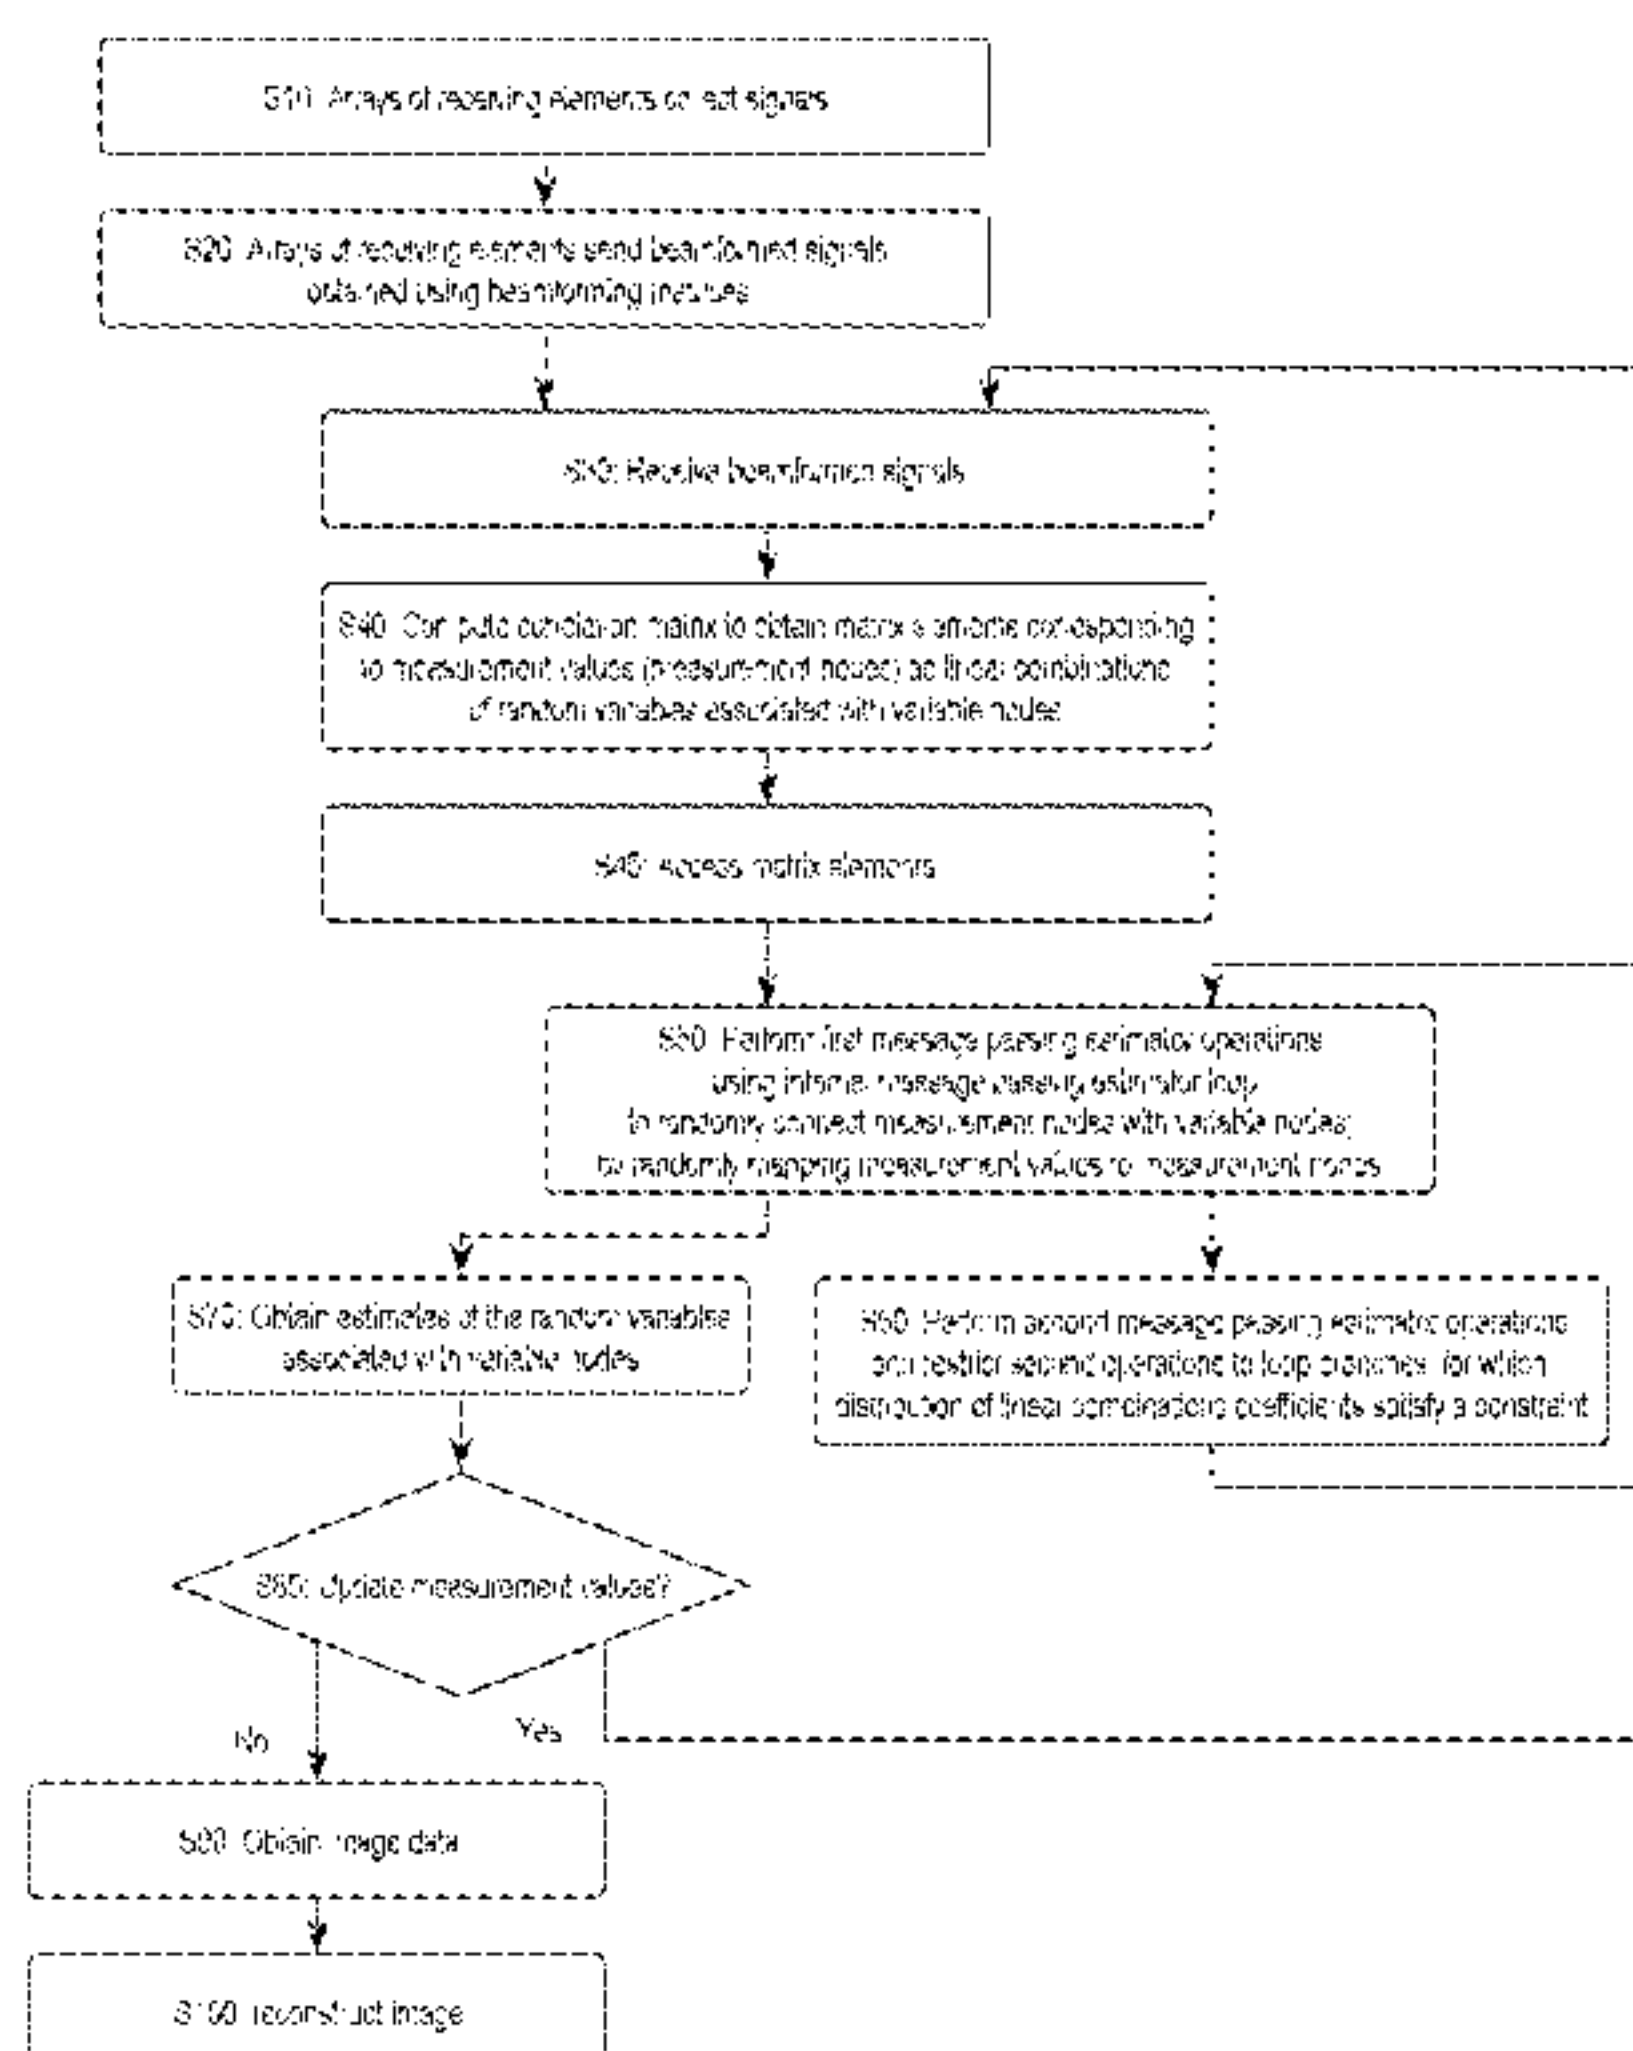 S10: Arrays of receiving elements collect signals
S20: Arrays of receiving elements send beamformed signals
obtained using beamforming matrices
S30: Receive beamformed signals
S40: Compute correlation matrix to obtain matrix elements corresponding
to measurement values (measurement nodes) as linear combinations
of random variables associated with variable nodes
S45: Access matrix elements
S50: Perform first message passing estimator operations
using internal message passing estimator loop
to randomly connect measurement nodes with variable nodes;
by randomly mapping measurement values to measurement nodes
S70: Obtain estimates of the random variables
associated with variable nodes
S60: Perform second message passing estimator operations
and restrict second operations to loop branches, for which
distribution of linear combinations coefficients satisfy a constraint
S85: Update measurement values?
No
Yes
S90: Obtain image data
S100: reconstruct image